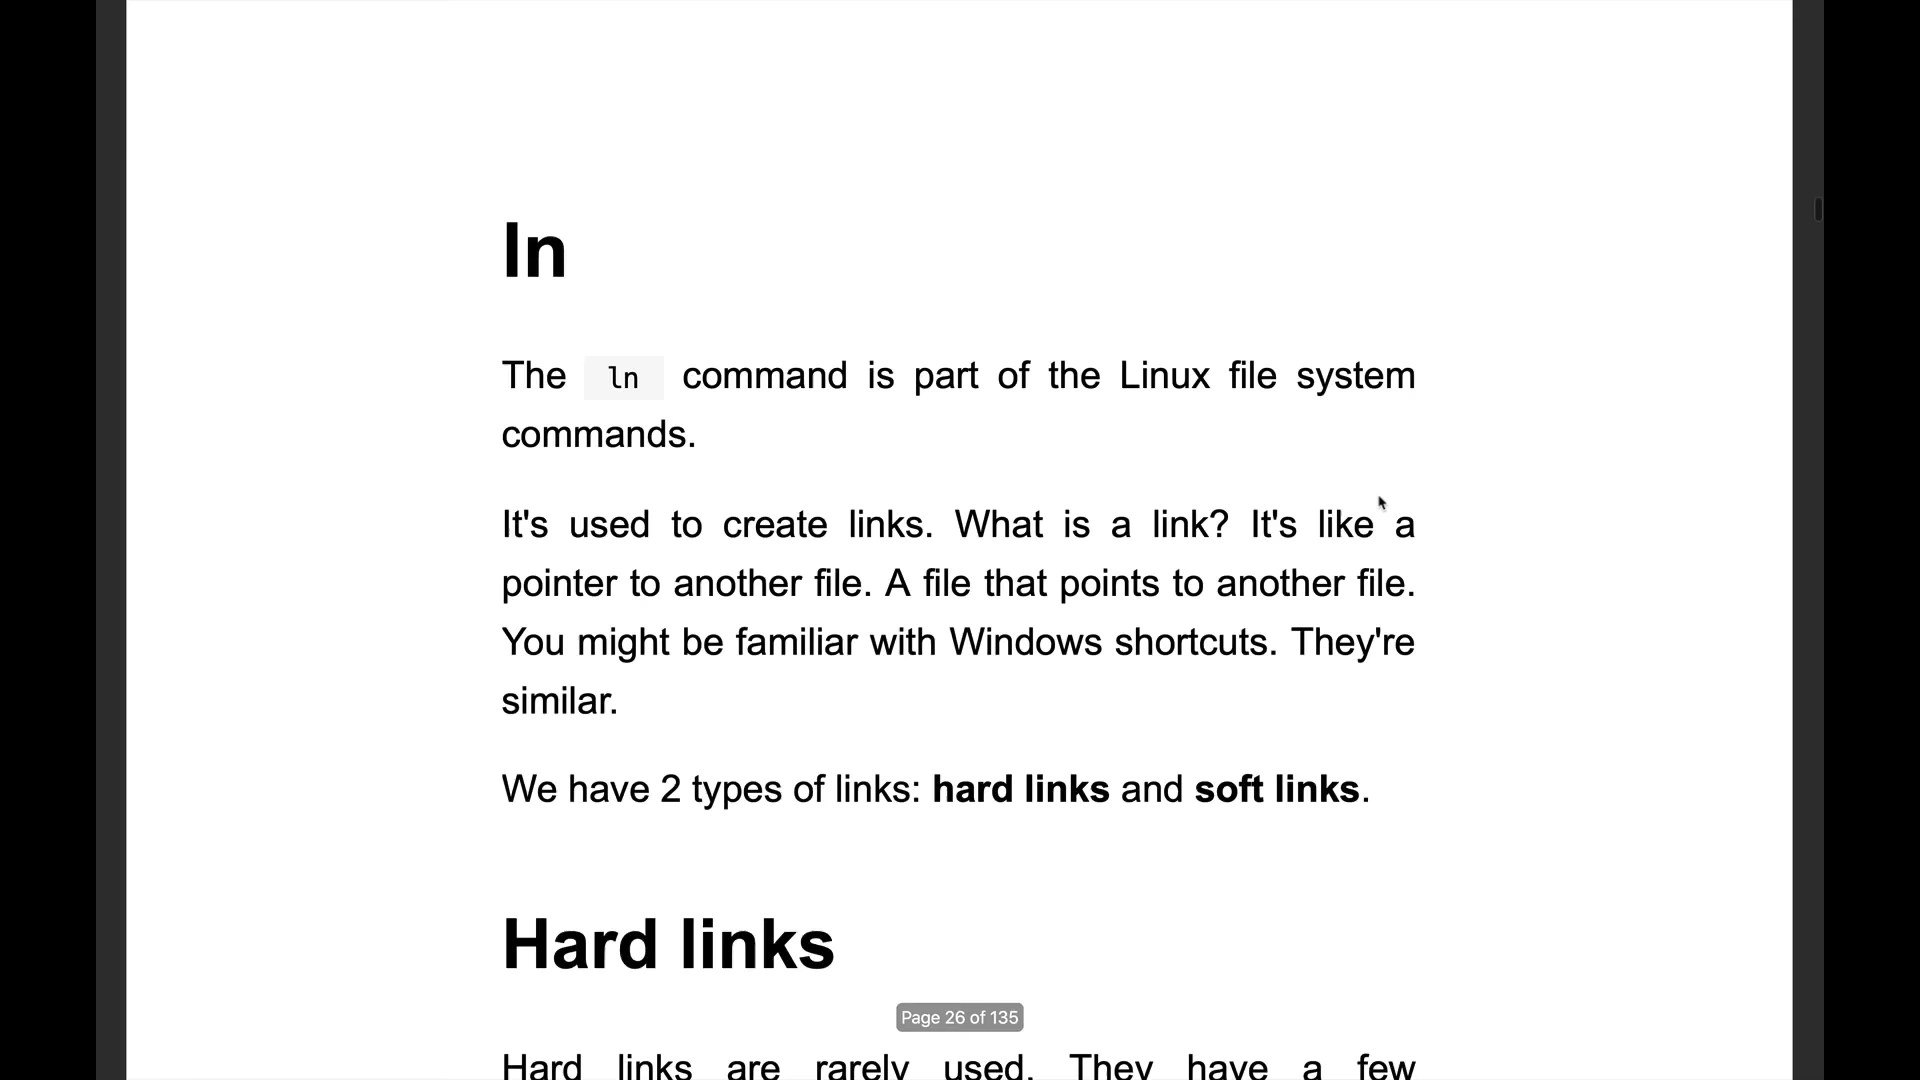 ln
The ln command is part of the Linux file system
commands.
It's used to create links. What is a link? It's like a
pointer to another file. A file that points to another file.
You might be familiar with Windows shortcuts. They're
similar.
We have 2 types of links: hard links and soft links.
Hard links
Page 26 of 135
Hard links are rarely used. They have a few